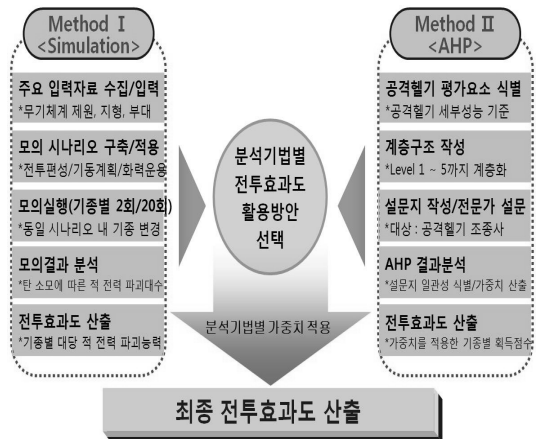 Method Ⅰ
<Simulation>
주요 입력자료 수집/입력
*무기체계 제원, 지형, 부대
모의 시나리오 구축/적용
*전투편성/기동계획/화력운용
모의실행(기종별 2회/20회)
*동일 시나리오 내 기종 변경
모의결과 분석
*탄 소모에 따른 적 전력 파괴대수
전투효과도 산출
*기종별 대당 적 전력 파괴능력
분석기법별
전투효과도
활용방안
선택
분석기법별 가중치 적용
Method Ⅱ
<AHP>
공격헬기 평가요소 식별
*공격헬기 세부성능 기준
계층구조 작성
*Level 1 ~ 5까지 계층화
설문지 작성/전문가 설문
*대상 : 공격헬기 조종사
AHP 결과분석
*설문지 일관성 식별/가중치 산출
전투효과도 산출
*가중치를 적용한 기종별 획득점수
최종 전투효과도 산출